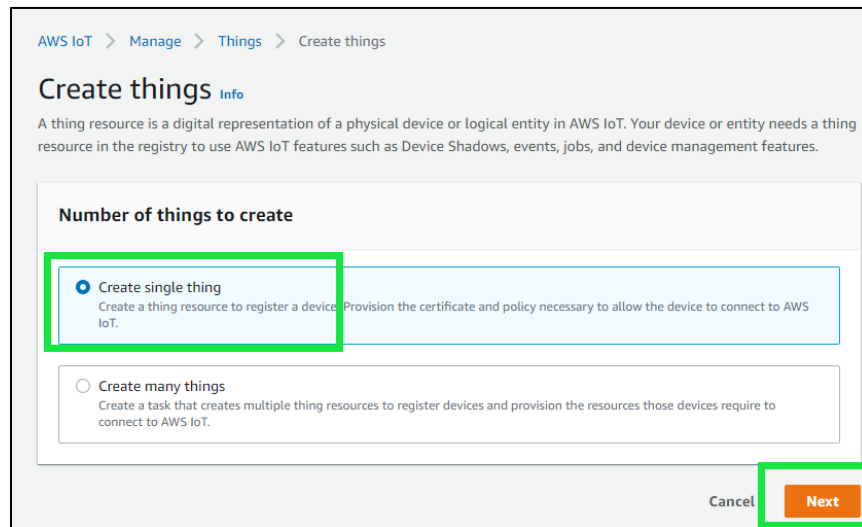 AWS IoT > Manage > Things > Create things
Create things Info
A thing resource is a digital representation of a physical device or logical entity in AWS IoT. Your device or entity needs a thing
resource in the registry to use AWS IoT features such as Device Shadows, events, jobs, and device management features.
Number of things to create
Create single thing
Create a thing resource to register a device. Provision the certificate and policy necessary to allow the device to connect to AWS
IoT.
Create many things
Create a task that creates multiple thing resources to register devices and provision the resources those devices require to
connect to AWS IoT.
Cancel Next